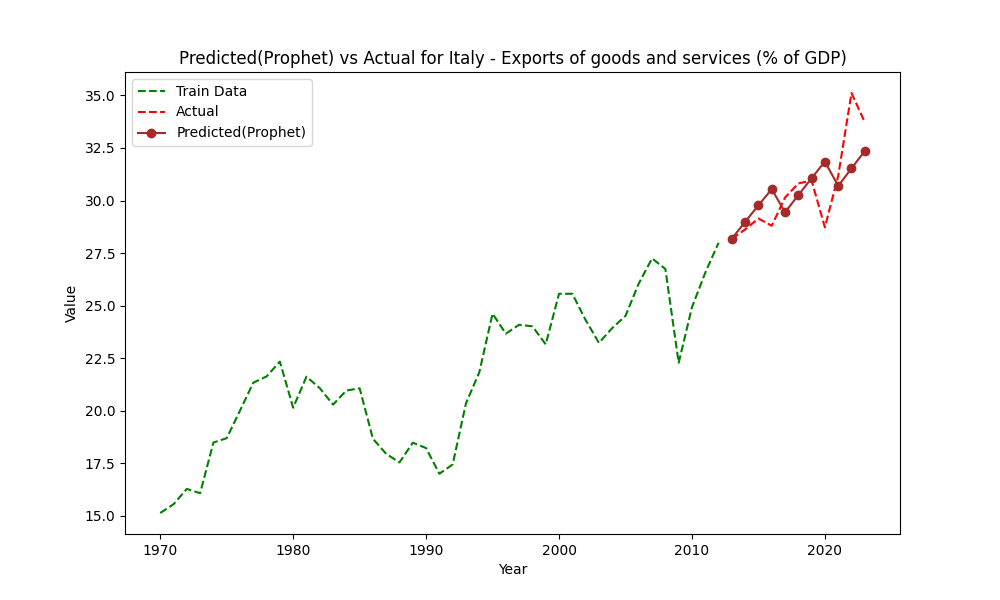 Predicted(Prophet) vs Actual for Italy - Exports of goods and services (% of GDP)
Train Data
Actual
Predicted(Prophet)
35.0
32.5
30.0
27.5
25.0
22.5
20.0
17.5
15.0
Value
1970 1980 1990 2000 2010 2020
Year